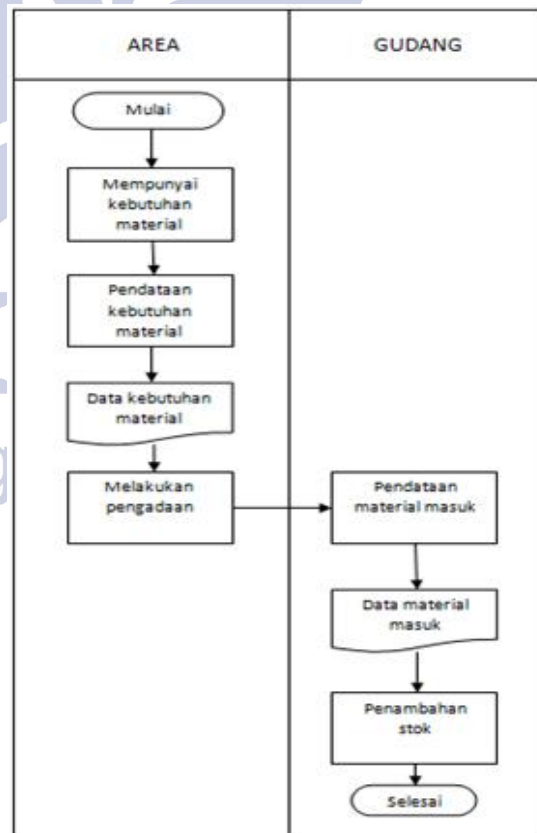 AREA
GUDANG
Mulai
Mempunyai
kebutuhan
material
Pendataan
kebutuhan
material
Data kebutuhan
material
Melakukan
pengadaan
Pendataan
material masuk
Data material
masuk
Penambahan
stok
Selesai